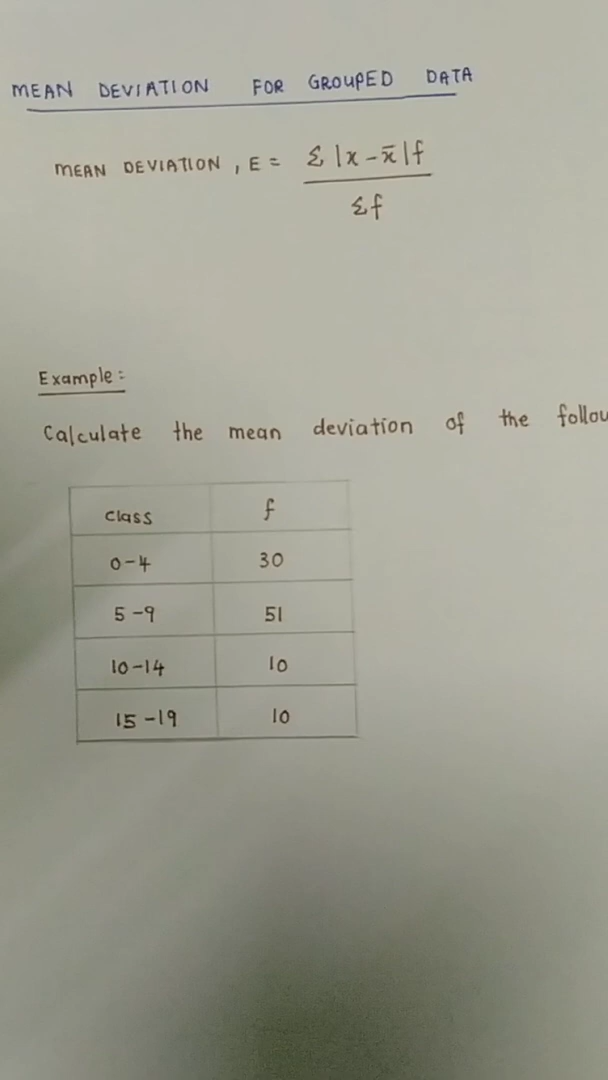 MEAN DEVIATION FOR GROUPED DATA
MEAN DEVIATION, E = Σ|x - x̄|f
Σf
Example:
Calculate the mean deviation of the
class f
0-4 30
5-9 51
10-14 10
15-19 10